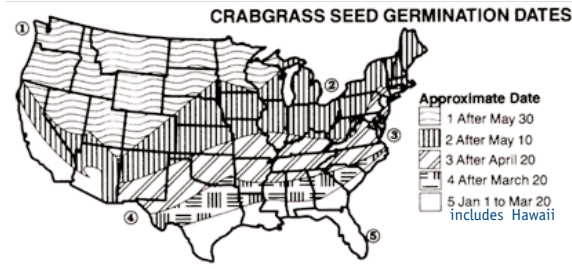 CRABGRASS SEED GERMINATION DATES
①
②
③
④
⑤
Approximate Date
1 After May 30
2 After May 10
3 After April 20
4 After March 20
5 Jan 1 to Mar 20
includes Hawaii